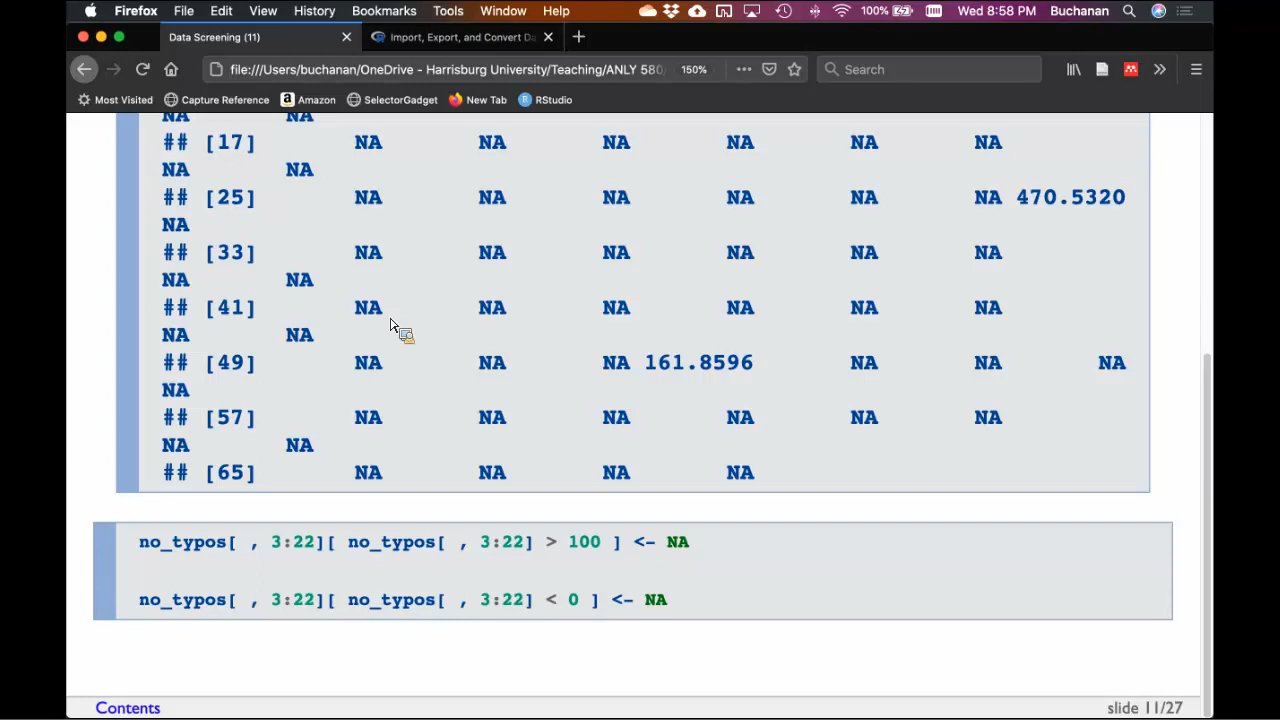 Firefox File Edit View History Bookmarks Tools Window Help 100% Wed 8:58 PM Buchanan
Data Screening (11) Import, Export, and Convert Da
file:///Users/buchanan/OneDrive - Harrisburg University/Teaching/ANLY 580 150% Search
Most Visited Capture Reference Amazon SelectorGadget New Tab RStudio
NA NA
## [17] NA NA NA NA NA NA
NA NA
## [25] NA NA NA NA NA NA 470.5320
NA
## [33] NA NA NA NA NA NA
NA NA
## [41] NA NA NA NA NA NA
NA NA
## [49] NA NA NA 161.8596 NA NA NA
NA
## [57] NA NA NA NA NA NA
NA NA
## [65] NA NA NA NA
no_typos[ , 3:22][ no_typos[ , 3:22] > 100 ] <- NA
no_typos[ , 3:22][ no_typos[ , 3:22] < 0 ] <- NA
Contents slide 11/27